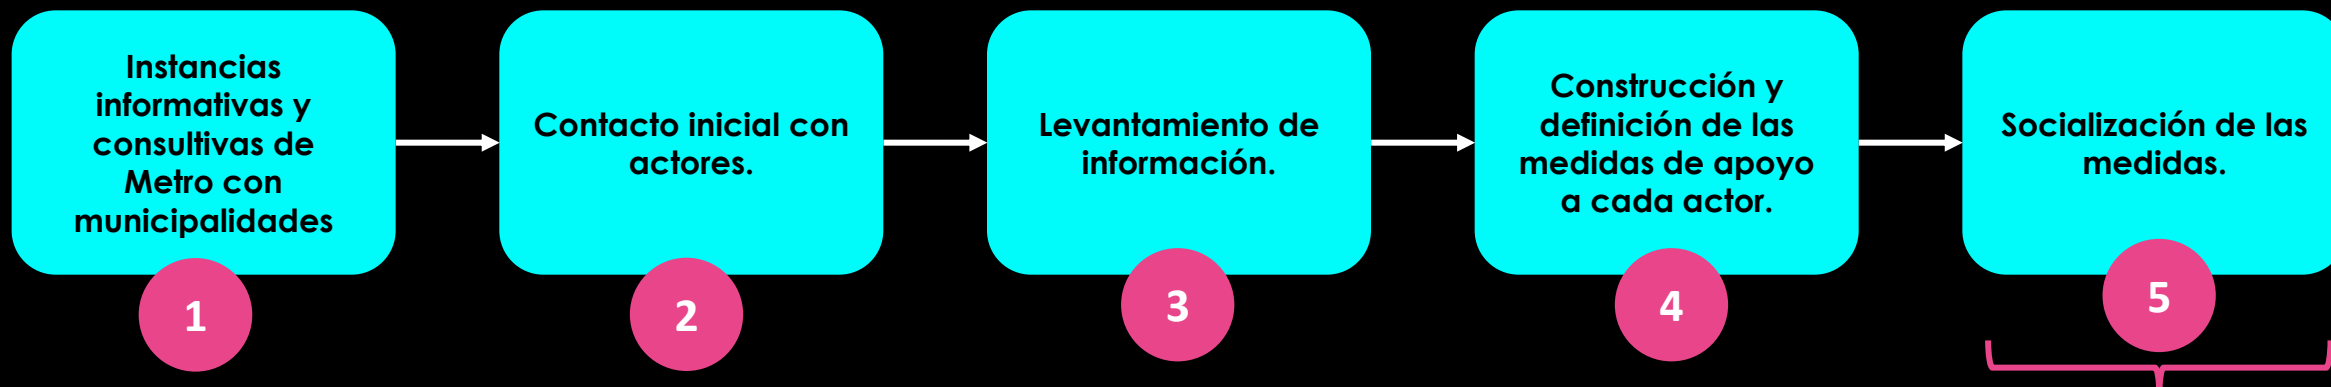 Instancias
informativas y
consultivas de
Metro con
municipalidades
1
Contacto inicial con
actores.
2
Levantamiento de
información.
3
Construcción y
definición de las
medidas de apoyo
a cada actor.
4
Socialización de las
medidas.
5